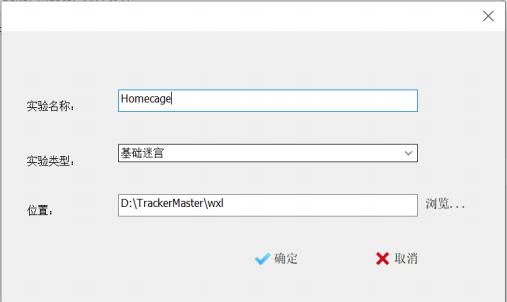 实验名称：
Homecage
实验类型：
基础迷宫
位置：
D:\TrackerMaster\wxl
浏览...
确定
取消